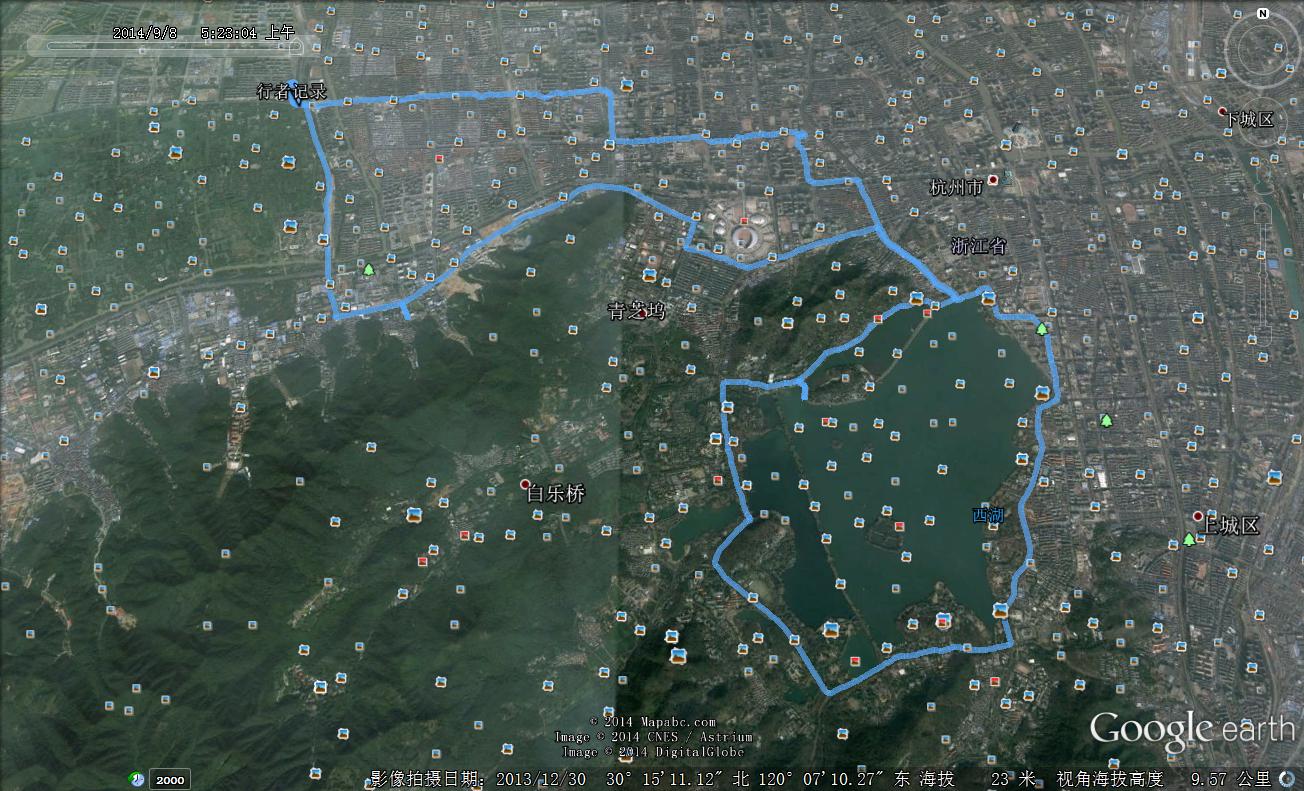 2014/9/8 5:23:04 上午
N
行者记录
下城区
杭州市
浙江省
青芝坞
白乐桥
西湖
上城区
© 2014 Mapabc.com
Image © 2014 CNES / Astrium
Image © 2014 DigitalGlobe
Google earth
2000
影像拍摄日期: 2013/12/30 30° 15'11.12" 北 120° 07'10.27" 东 海拔 23 米 视角海拔高度 9.57 公里